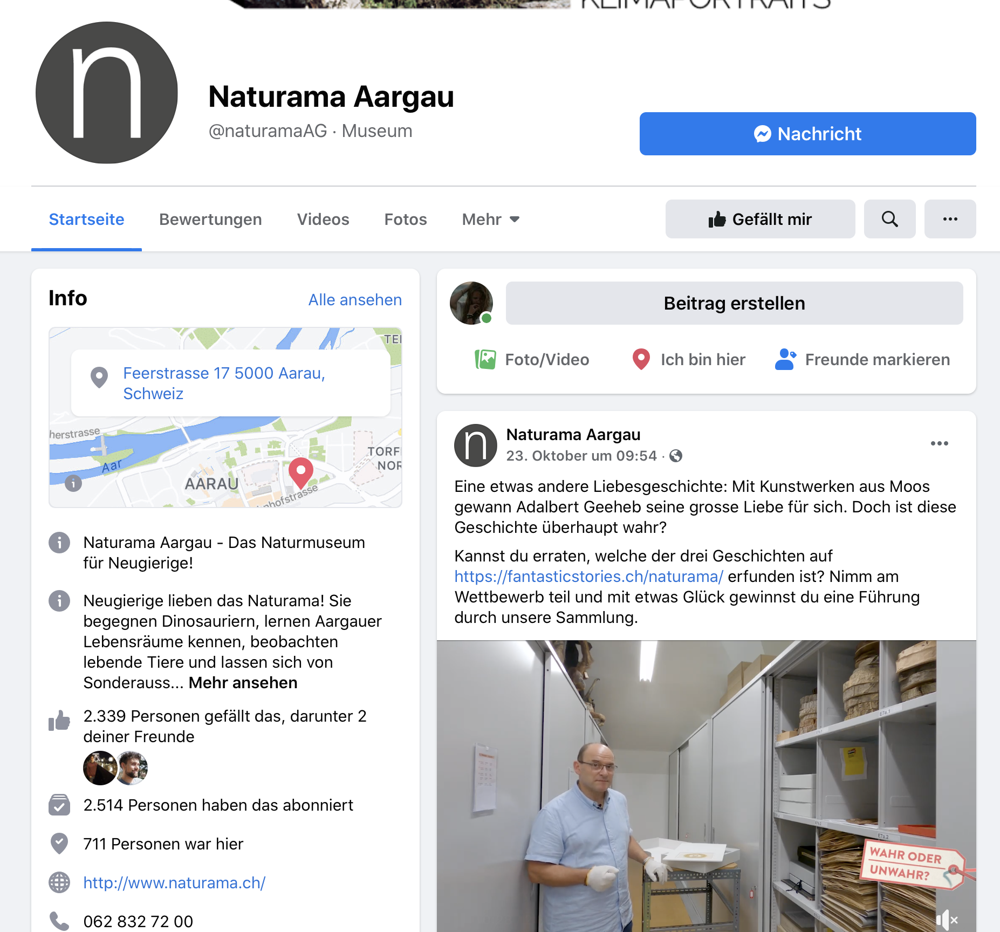 KLIMAPORTRAITS
n
Naturama Aargau
@naturamaAG · Museum
Nachricht
Startseite
Bewertungen
Videos
Fotos
Mehr
Gefällt mir
Info
Alle ansehen
Feerstrasse 17 5000 Aarau,
Schweiz
herstrasse
Aar
AARAU
TORF
NOR
nhofstrasse
Naturama Aargau - Das Naturmuseum
für Neugierige!
Neugierige lieben das Naturama! Sie
begegnen Dinosauriern, lernen Aargauer
Lebensräume kennen, beobachten
lebende Tiere und lassen sich von
Sonderauss... Mehr ansehen
2.339 Personen gefällt das, darunter 2
deiner Freunde
2.514 Personen haben das abonniert
711 Personen war hier
http://www.naturama.ch/
062 832 72 00
Beitrag erstellen
Foto/Video
Ich bin hier
Freunde markieren
n
Naturama Aargau
23. Oktober um 09:54 ·
Eine etwas andere Liebesgeschichte: Mit Kunstwerken aus Moos
gewann Adalbert Geeheb seine grosse Liebe für sich. Doch ist diese
Geschichte überhaupt wahr?
Kannst du erraten, welche der drei Geschichten auf
https://fantasticstories.ch/naturama/ erfunden ist? Nimm am
Wettbewerb teil und mit etwas Glück gewinnst du eine Führung
durch unsere Sammlung.
E7a.1
E7a.2
WAHR ODER
UNWAHR?